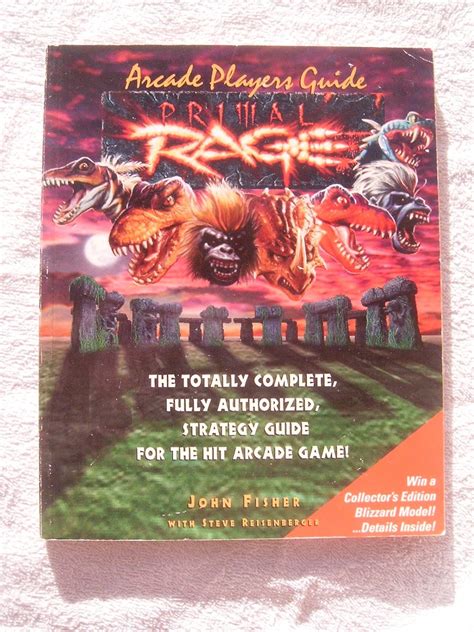 Arcade Players Guide
PRIMAL
RAGE
THE TOTALLY COMPLETE,
FULLY AUTHORIZED,
STRATEGY GUIDE
FOR THE HIT ARCADE GAME!
JOHN FISHER
WITH STEVE REISENBERGER
Win a
Collector's Edition
Blizzard Model!
...Details Inside!